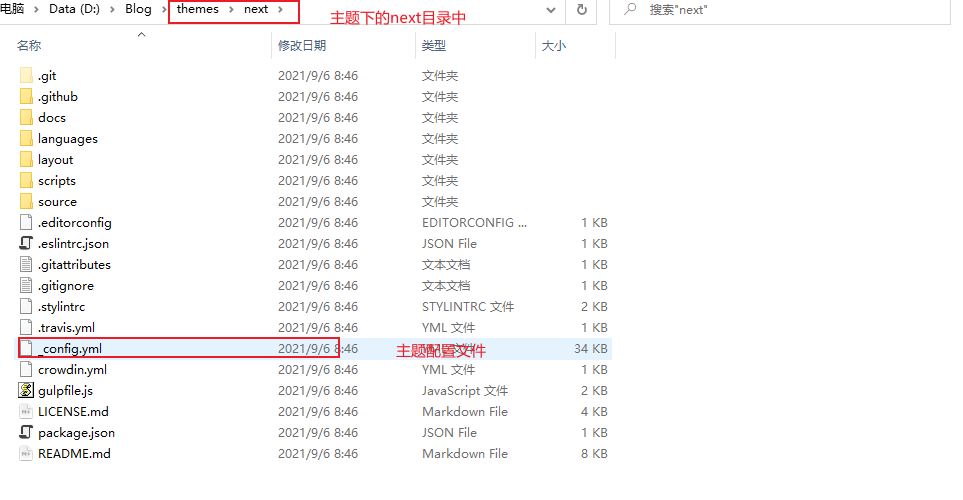 电脑 Data (D:) Blog themes next 搜索"next"
主题下的next目录中
名称 修改日期 类型 大小
.git 2021/9/6 8:46 文件夹
.github 2021/9/6 8:46 文件夹
docs 2021/9/6 8:46 文件夹
languages 2021/9/6 8:46 文件夹
layout 2021/9/6 8:46 文件夹
scripts 2021/9/6 8:46 文件夹
source 2021/9/6 8:46 文件夹
.editorconfig 2021/9/6 8:46 EDITORCONFIG ... 1 KB
.eslintrc.json 2021/9/6 8:46 JSON File 1 KB
.gitattributes 2021/9/6 8:46 文本文档 1 KB
.gitignore 2021/9/6 8:46 文本文档 1 KB
.stylintrc 2021/9/6 8:46 STYLINTRC 文件 2 KB
.travis.yml 2021/9/6 8:46 YML 文件 1 KB
_config.yml 2021/9/6 8:46 主题配置文件 34 KB
crowdin.yml 2021/9/6 8:46 YML 文件 1 KB
gulpfile.js 2021/9/6 8:46 JavaScript 文件 2 KB
LICENSE.md 2021/9/6 8:46 Markdown File 4 KB
package.json 2021/9/6 8:46 JSON File 1 KB
README.md 2021/9/6 8:46 Markdown File 8 KB